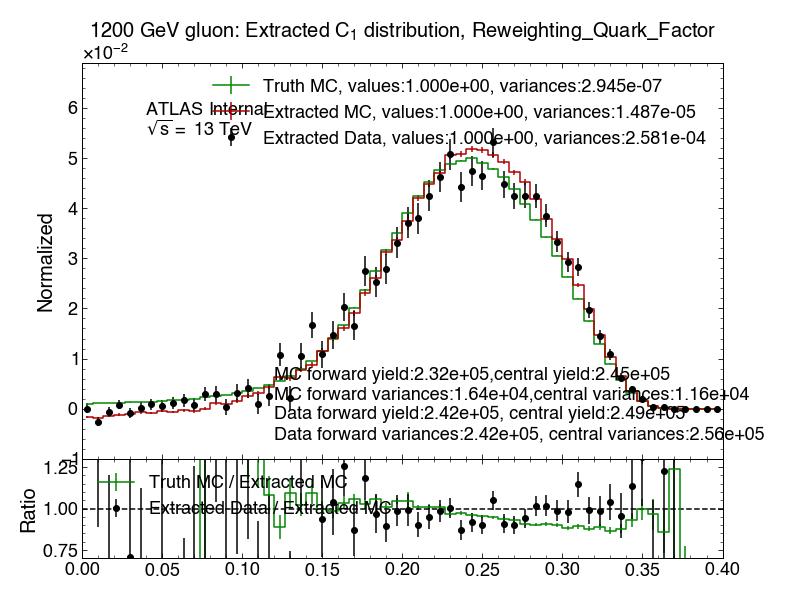 1200 GeV gluon: Extracted C₁ distribution, Reweighting_Quark_Factor
×10⁻²
Truth MC, values:1.000e+00, variances:2.945e-07
ATLAS Internal
Extracted MC, values:1.000e+00, variances:1.487e-05
√s = 13 TeV
Extracted Data, values:1.000e+00, variances:2.581e-04
6
5
4
3
2
1
0
−1
Normalized
MC forward yield:2.32e+05,central yield:2.45e+05
MC forward variances:1.64e+04,central variances:1.16e+04
Data forward yield:2.42e+05, central yield:2.49e+05
Data forward variances:2.42e+05, central variances:2.56e+05
1.25
1.00
0.75
Ratio
Truth MC / Extracted MC
Extracted Data / Extracted MC
0.00 0.05 0.10 0.15 0.20 0.25 0.30 0.35 0.40